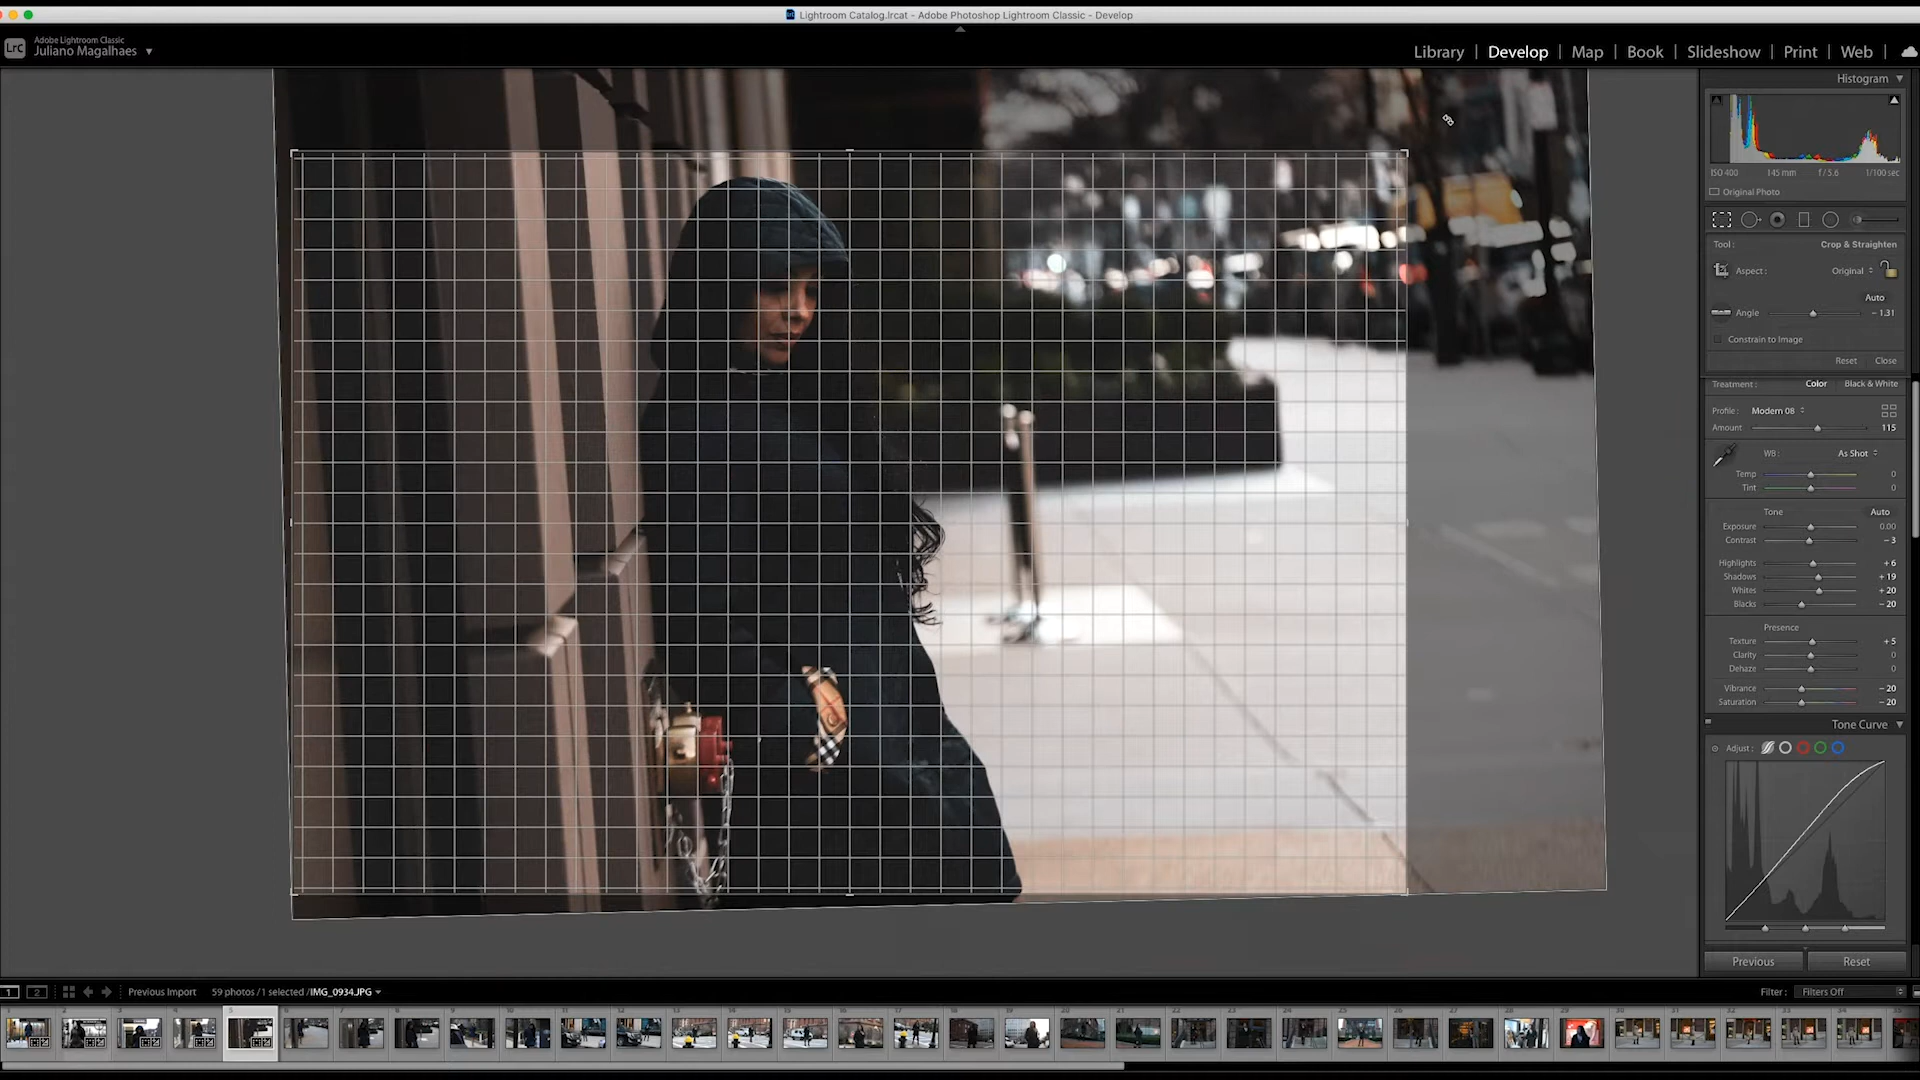 Lightroom Catalog.lrcat - Adobe Photoshop Lightroom Classic - Develop
LrC
Adobe Lightroom Classic
Juliano Magalhaes
Library | Develop | Map | Book | Slideshow | Print | Web
Histogram
ISO 400 145 mm f / 5.6 1/100 sec
Original Photo
Tool : Crop & Straighten
Aspect : Original
Auto
Angle - 1.31
Constrain to Image
Reset Close
Treatment : Color Black & White
Profile : Modern 08
Amount 115
WB : As Shot
Temp 0
Tint 0
Tone Auto
Exposure 0.00
Contrast - 3
Highlights + 6
Shadows + 19
Whites + 20
Blacks - 20
Presence
Texture + 5
Clarity 0
Dehaze 0
Vibrance - 20
Saturation - 20
Tone Curve
Adjust :
Previous Reset
1 2 Previous Import 59 photos / 1 selected / IMG_0934.JPG
Filter : Filters Off